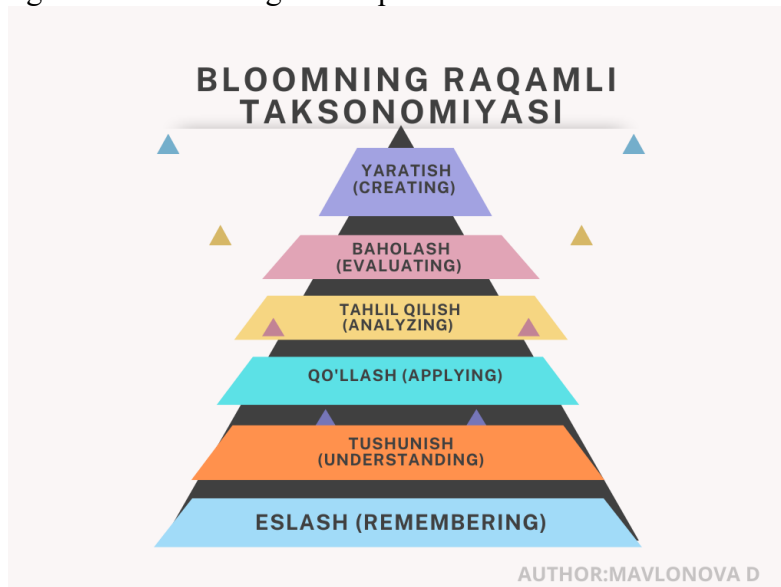 BLOOMNING RAQAMLI
TAKSONOMIYASI
YARATISH
(CREATING)
BAHOLASH
(EVALUATING)
TAHLIL QILISH
(ANALYZING)
QO'LLASH (APPLYING)
TUSHUNISH
(UNDERSTANDING)
ESLASH (REMEMBERING)
AUTHOR:MAVLONOVA D